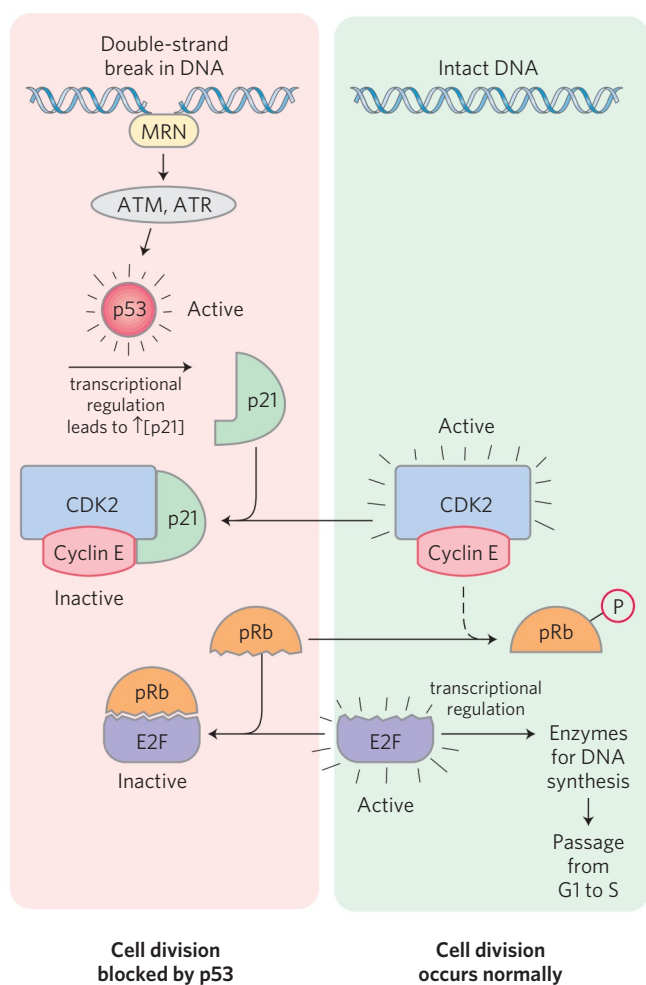 Double-strand
break in DNA
MRN
ATM, ATR
p53
Active
transcriptional
regulation
leads to ↑[p21]
p21
CDK2
p21
Cyclin E
Inactive
pRb
pRb
E2F
Inactive
Cell division
blocked by p53
Intact DNA
Active
CDK2
Cyclin E
P
pRb
transcriptional
regulation
E2F
Active
Enzymes
for DNA
synthesis
Passage
from
G1 to S
Cell division
occurs normally